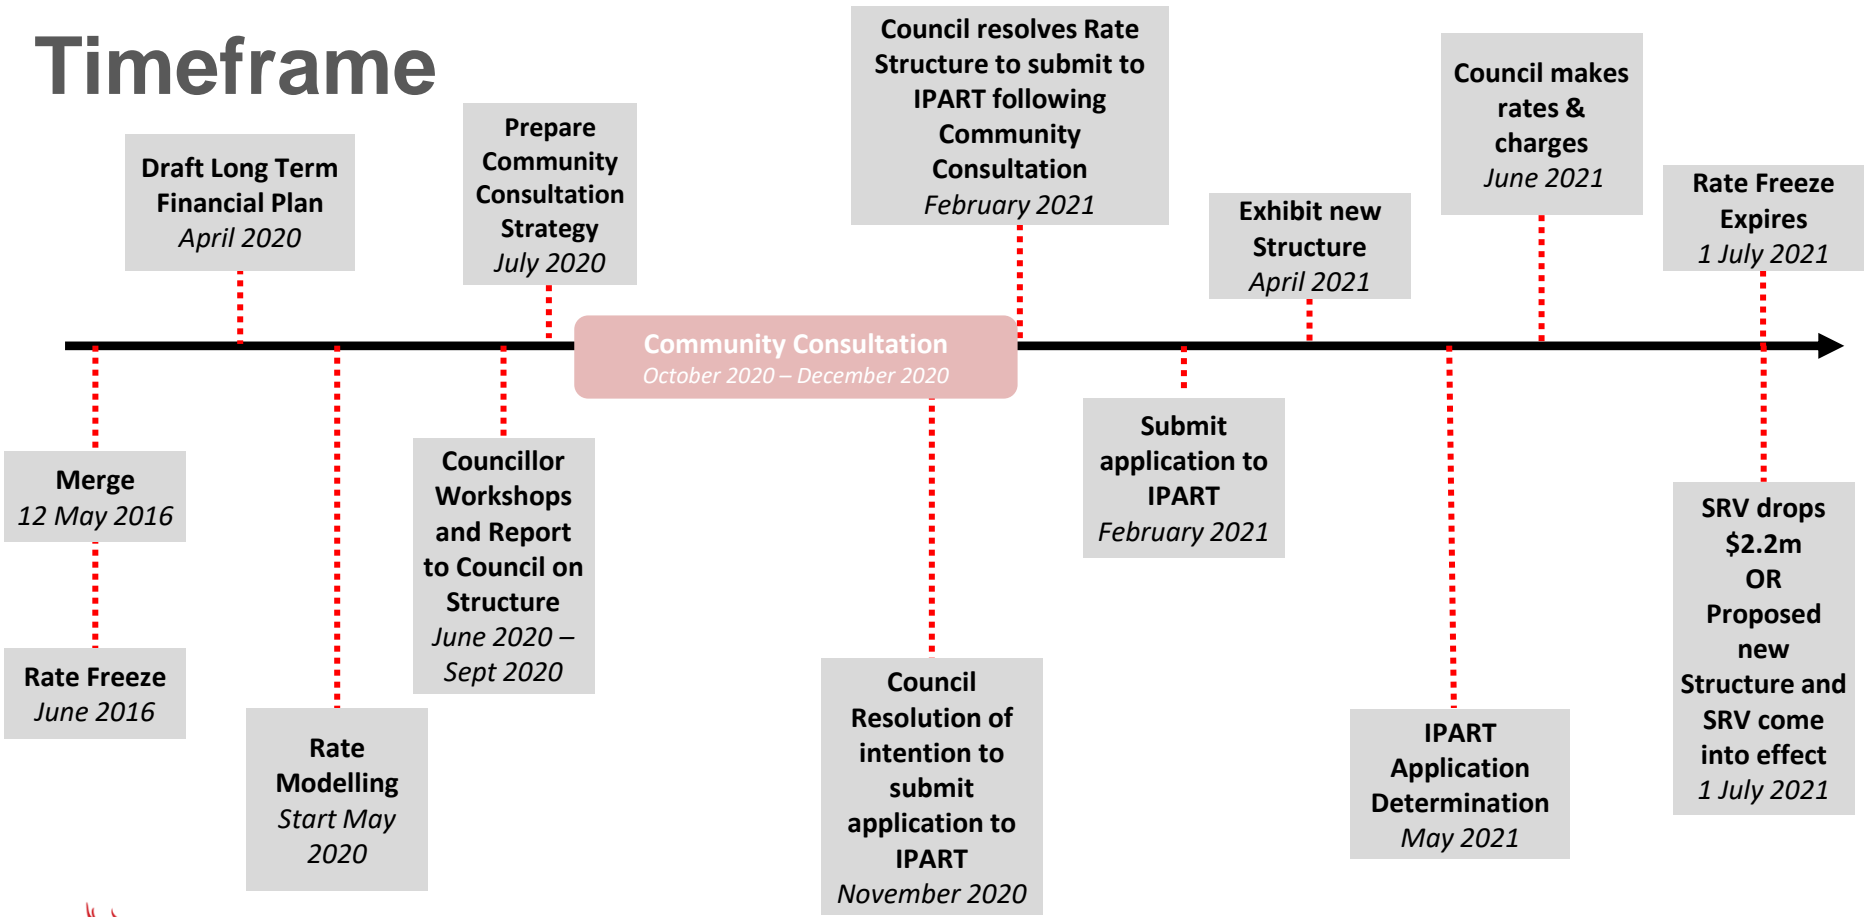 Timeframe
Draft Long Term
Financial Plan
April 2020
Prepare
Community
Consultation
Strategy
July 2020
Council resolves Rate
Structure to submit to
IPART following
Community
Consultation
February 2021
Exhibit new
Structure
April 2021
Council makes
rates &
charges
June 2021
Rate Freeze
Expires
1 July 2021
Community Consultation
October 2020 – December 2020
Merge
12 May 2016
Rate Freeze
June 2016
Rate
Modelling
Start May
2020
Councillor
Workshops
and Report
to Council on
Structure
June 2020 –
Sept 2020
Council
Resolution of
intention to
submit
application to
IPART
November 2020
Submit
application to
IPART
February 2021
IPART
Application
Determination
May 2021
SRV drops
$2.2m
OR
Proposed
new
Structure and
SRV come
into effect
1 July 2021